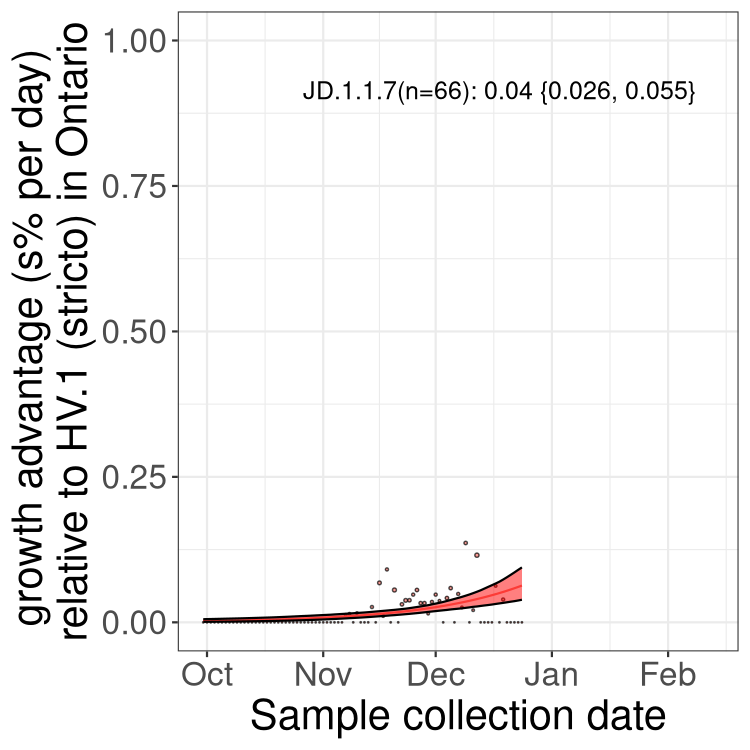 growth advantage (s% per day)
relative to HV.1 (stricto) in Ontario
1.00
0.75
0.50
0.25
0.00
JD.1.1.7(n=66): 0.04 {0.026, 0.055}
Oct Nov Dec Jan Feb
Sample collection date